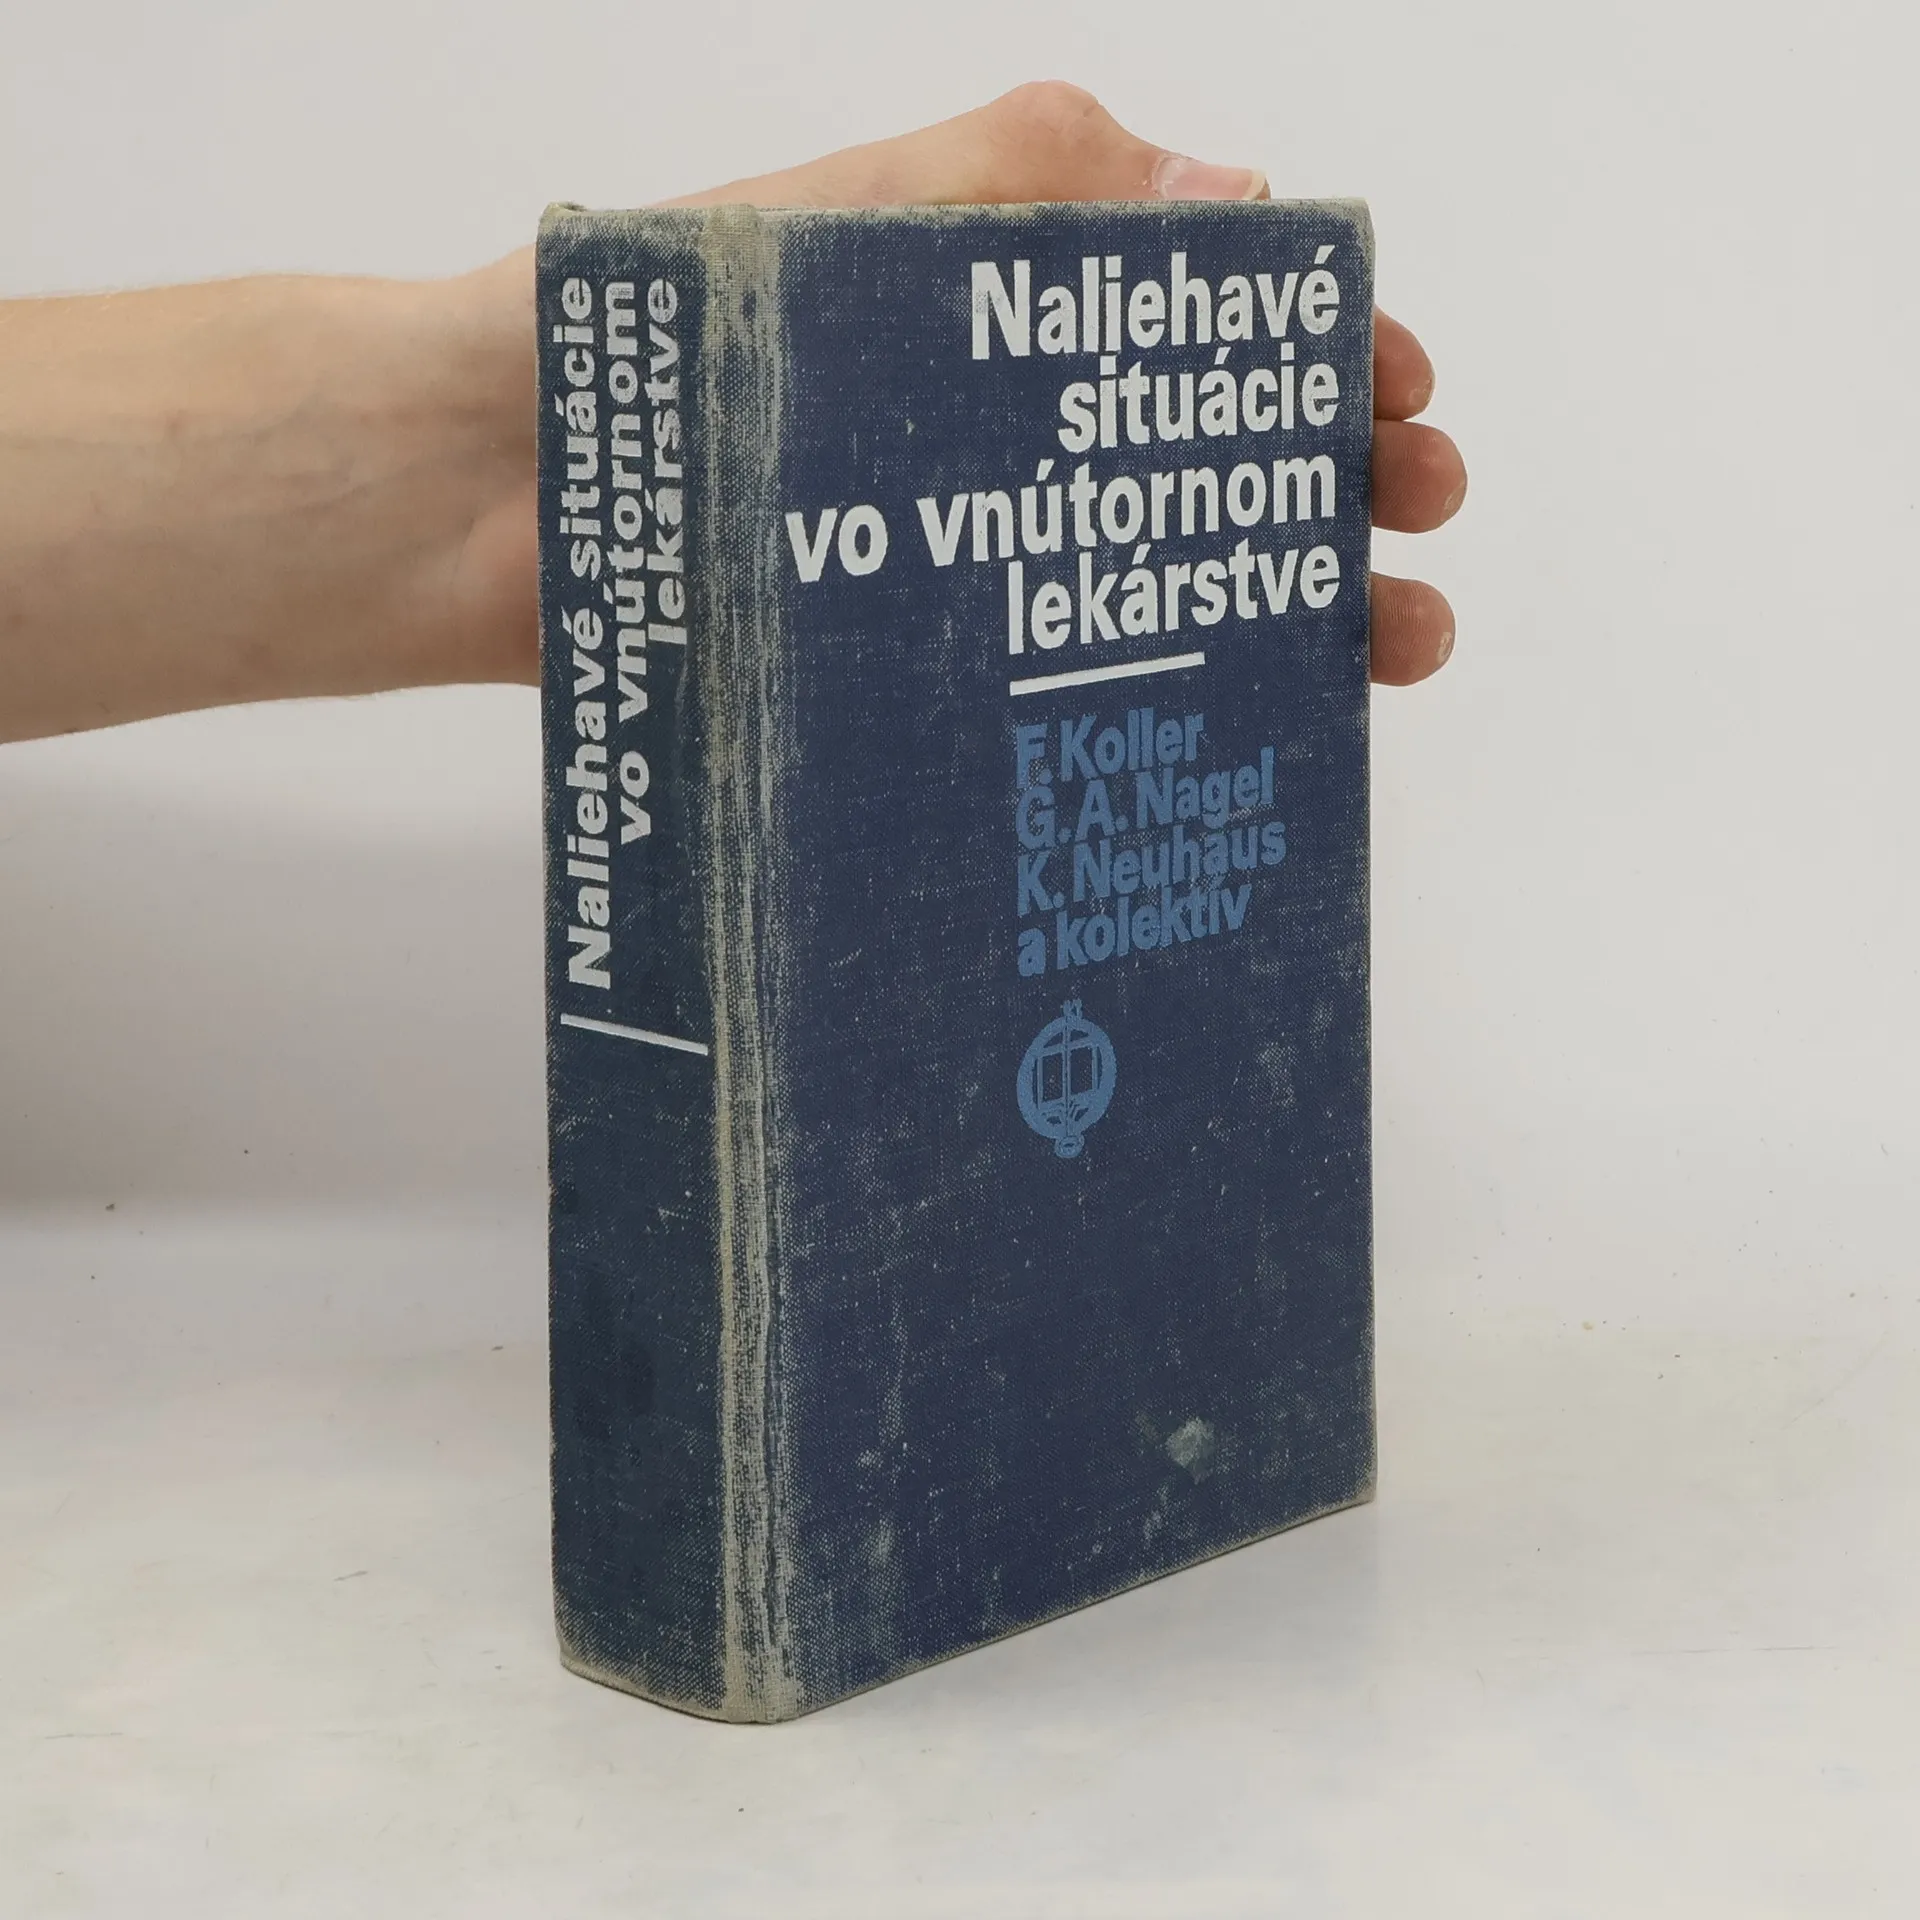 Naliehavé situácie
vo vnútornom
lekárstve
Naliehavé
situácie
vo vnútornom
lekárstve
F. Koller
G. A. Nagel
K. Neuhaus
a kolektív